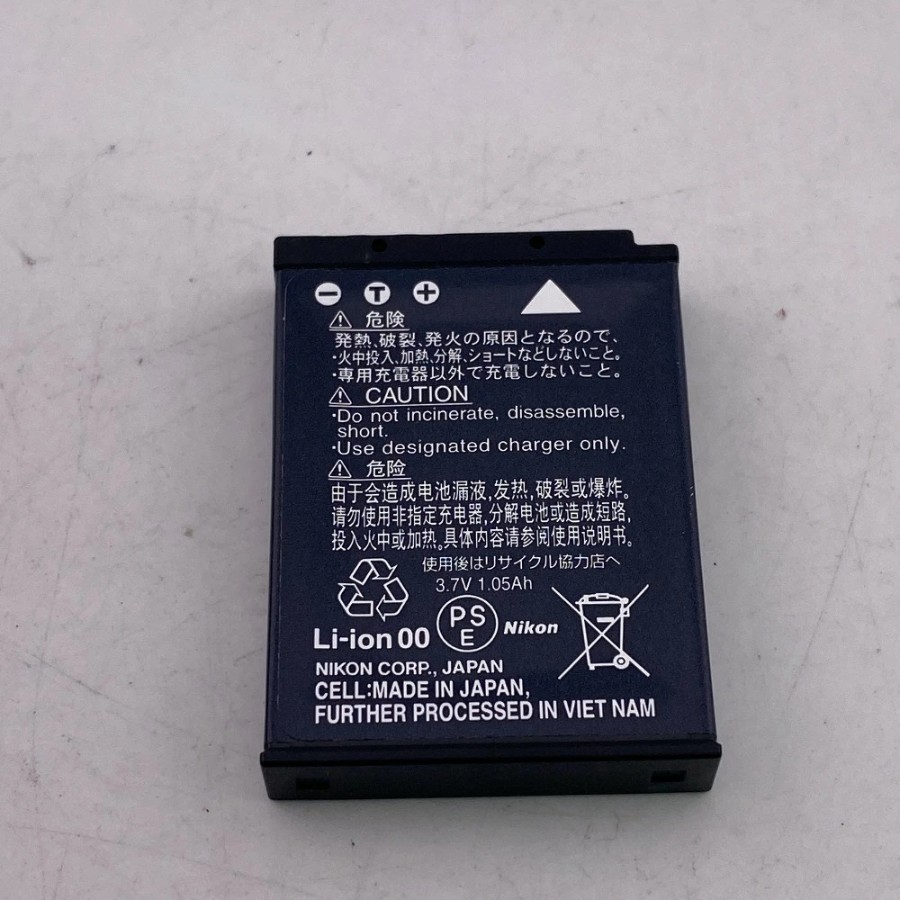 − T +
危険
発熱、破裂、発火の原因となるので、
・火中投入、加熱、分解、ショートなどしないこと。
・専用充電器以外で充電しないこと。
CAUTION
・Do not incinerate, disassemble,
short.
・Use designated charger only.
危险
由于会造成电池漏液,发热,破裂或爆炸。
请勿使用非指定充电器,分解电池或造成短路,
投入火中或加热。具体内容请参阅使用说明书。
使用後はリサイクル協力店へ
3.7V 1.05Ah
Li-ion 00
PS
E
Nikon
NIKON CORP., JAPAN
CELL:MADE IN JAPAN,
FURTHER PROCESSED IN VIET NAM